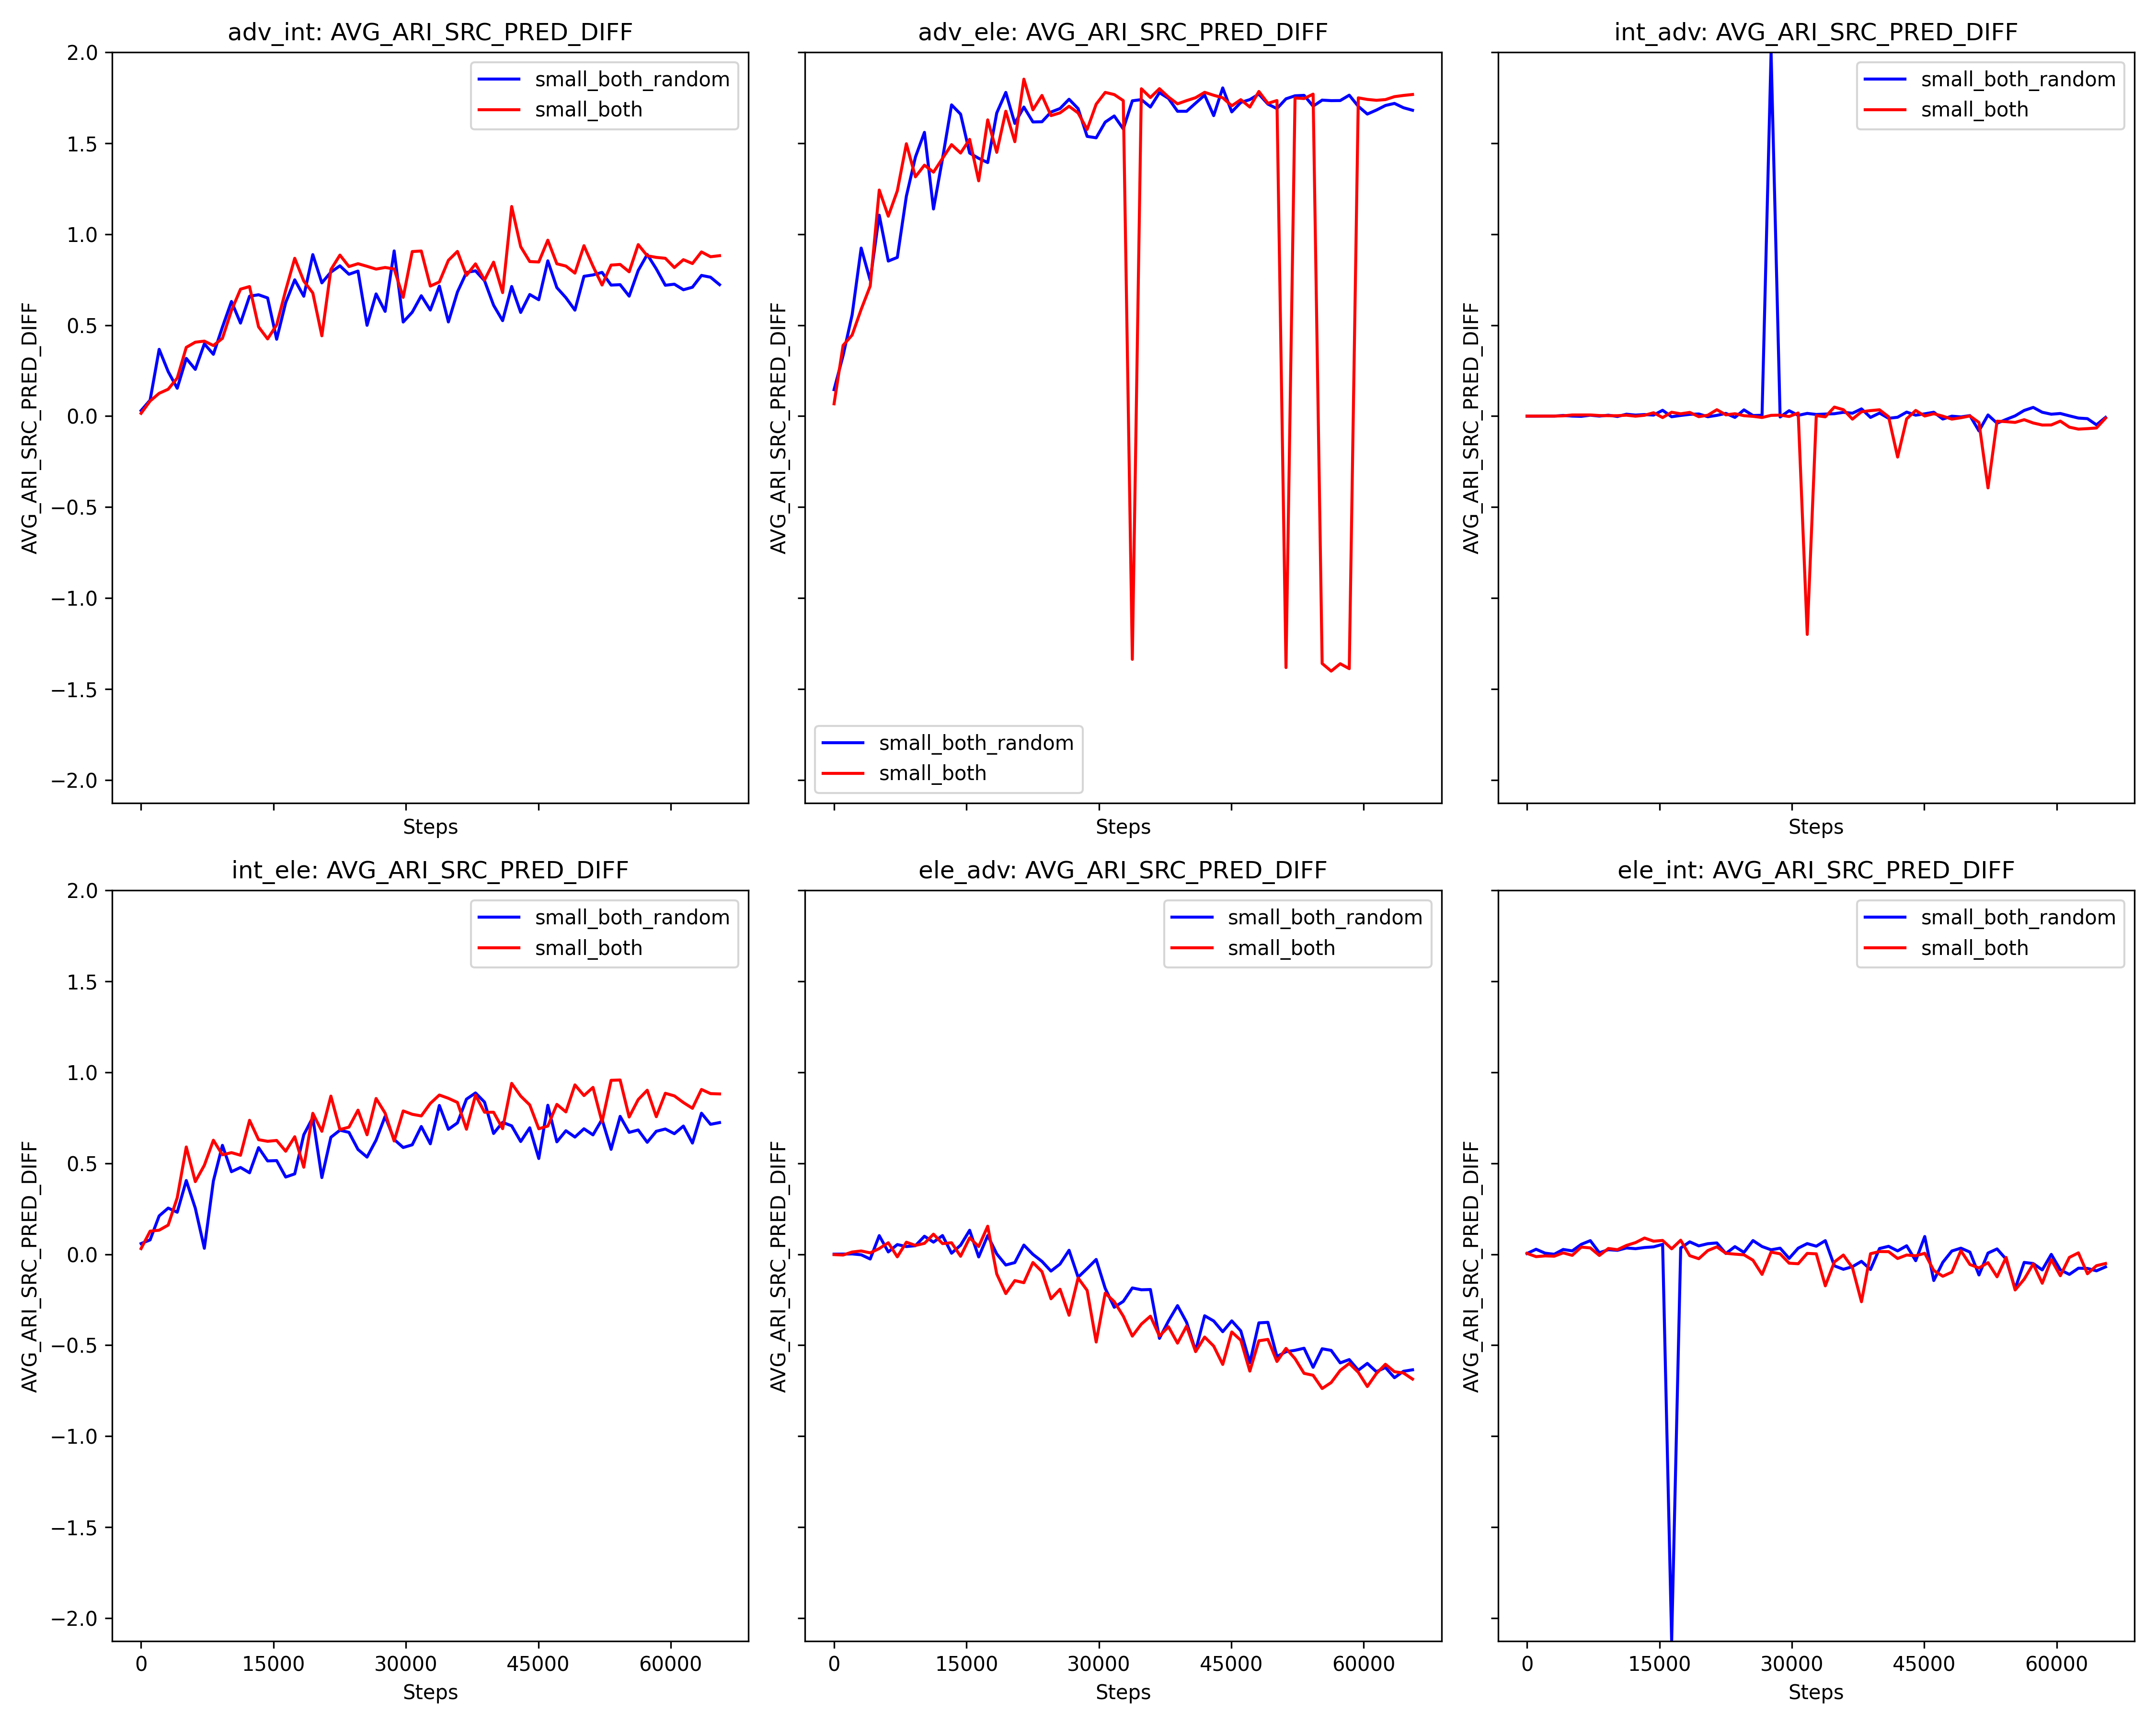 adv_int: AVG_ARI_SRC_PRED_DIFF
AVG_ARI_SRC_PRED_DIFF
2.0
1.5
1.0
0.5
0.0
−0.5
−1.0
−1.5
−2.0
small_both_random
small_both
Steps
adv_ele: AVG_ARI_SRC_PRED_DIFF
AVG_ARI_SRC_PRED_DIFF
small_both_random
small_both
Steps
int_adv: AVG_ARI_SRC_PRED_DIFF
AVG_ARI_SRC_PRED_DIFF
small_both_random
small_both
Steps
int_ele: AVG_ARI_SRC_PRED_DIFF
AVG_ARI_SRC_PRED_DIFF
2.0
1.5
1.0
0.5
0.0
−0.5
−1.0
−1.5
−2.0
small_both_random
small_both
0 15000 30000 45000 60000
Steps
ele_adv: AVG_ARI_SRC_PRED_DIFF
AVG_ARI_SRC_PRED_DIFF
small_both_random
small_both
0 15000 30000 45000 60000
Steps
ele_int: AVG_ARI_SRC_PRED_DIFF
AVG_ARI_SRC_PRED_DIFF
small_both_random
small_both
0 15000 30000 45000 60000
Steps